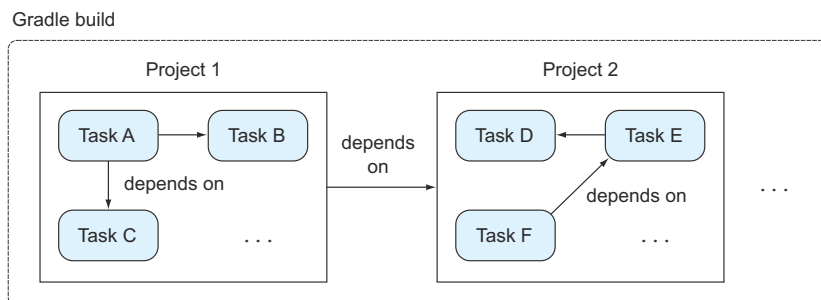 Gradle build
Project 1
Project 2
Task A
Task B
depends on
Task C
. . .
depends
on
Task D
Task E
depends on
Task F
. . .
. . .